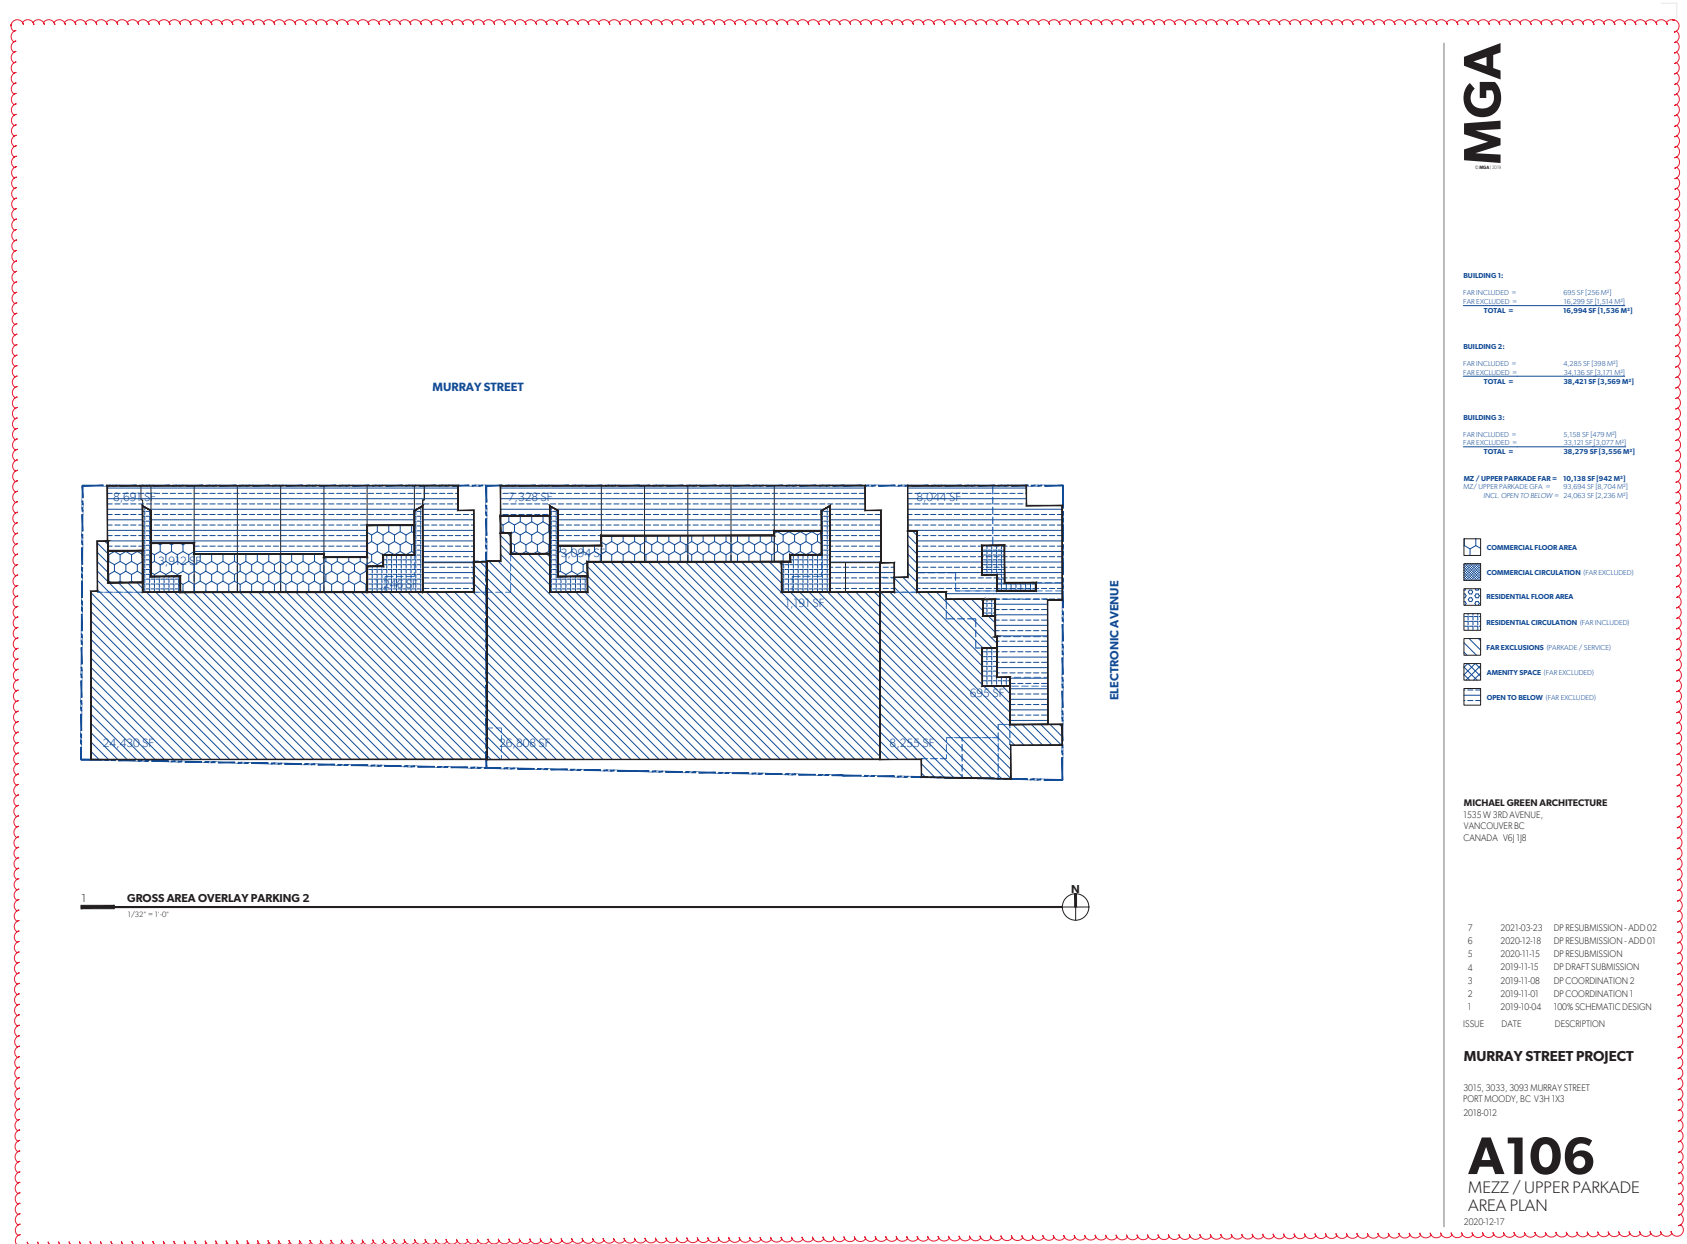 MGA
© MGA | 2019
BUILDING 1:
FAR INCLUDED = 695 SF [256 M²]
FAR EXCLUDED = 16,299 SF [1,514 M²]
TOTAL = 16,994 SF [1,536 M²]
BUILDING 2:
FAR INCLUDED = 4,285 SF [398 M²]
FAR EXCLUDED = 34,136 SF [3,171 M²]
TOTAL = 38,421 SF [3,569 M²]
BUILDING 3:
FAR INCLUDED = 5,158 SF [479 M²]
FAR EXCLUDED = 33,121 SF [3,077 M²]
TOTAL = 38,279 SF [3,556 M²]
MZ / UPPER PARKADE FAR = 10,138 SF [942 M²]
MZ / UPPER PARKADE GFA = 93,694 SF [8,704 M²]
INCL. OPEN TO BELOW = 24,063 SF [2,236 M²]
MURRAY STREET
8,691 SF
7,328 SF
8,044 SF
3,912 SF
3,094 SF
1,191 SF
695 SF
24,430 SF
26,808 SF
8,255 SF
ELECTRONIC AVENUE
COMMERCIAL FLOOR AREA
COMMERCIAL CIRCULATION (FAR EXCLUDED)
RESIDENTIAL FLOOR AREA
RESIDENTIAL CIRCULATION (FAR INCLUDED)
FAR EXCLUSIONS (PARKADE / SERVICE)
AMENITY SPACE (FAR EXCLUDED)
OPEN TO BELOW (FAR EXCLUDED)
MICHAEL GREEN ARCHITECTURE
1535 W 3RD AVENUE,
VANCOUVER BC
CANADA V6J 1J8
1 GROSS AREA OVERLAY PARKING 2
1/32" = 1'-0"
N
7 2021-03-23 DP RESUBMISSION - ADD 02
6 2020-12-18 DP RESUBMISSION - ADD 01
5 2020-11-15 DP RESUBMISSION
4 2019-11-15 DP DRAFT SUBMISSION
3 2019-11-08 DP COORDINATION 2
2 2019-11-01 DP COORDINATION 1
1 2019-10-04 100% SCHEMATIC DESIGN
ISSUE DATE DESCRIPTION
MURRAY STREET PROJECT
3015, 3033, 3093 MURRAY STREET
PORT MOODY, BC V3H 1X3
2018-012
A106
MEZZ / UPPER PARKADE
AREA PLAN
2020-12-17